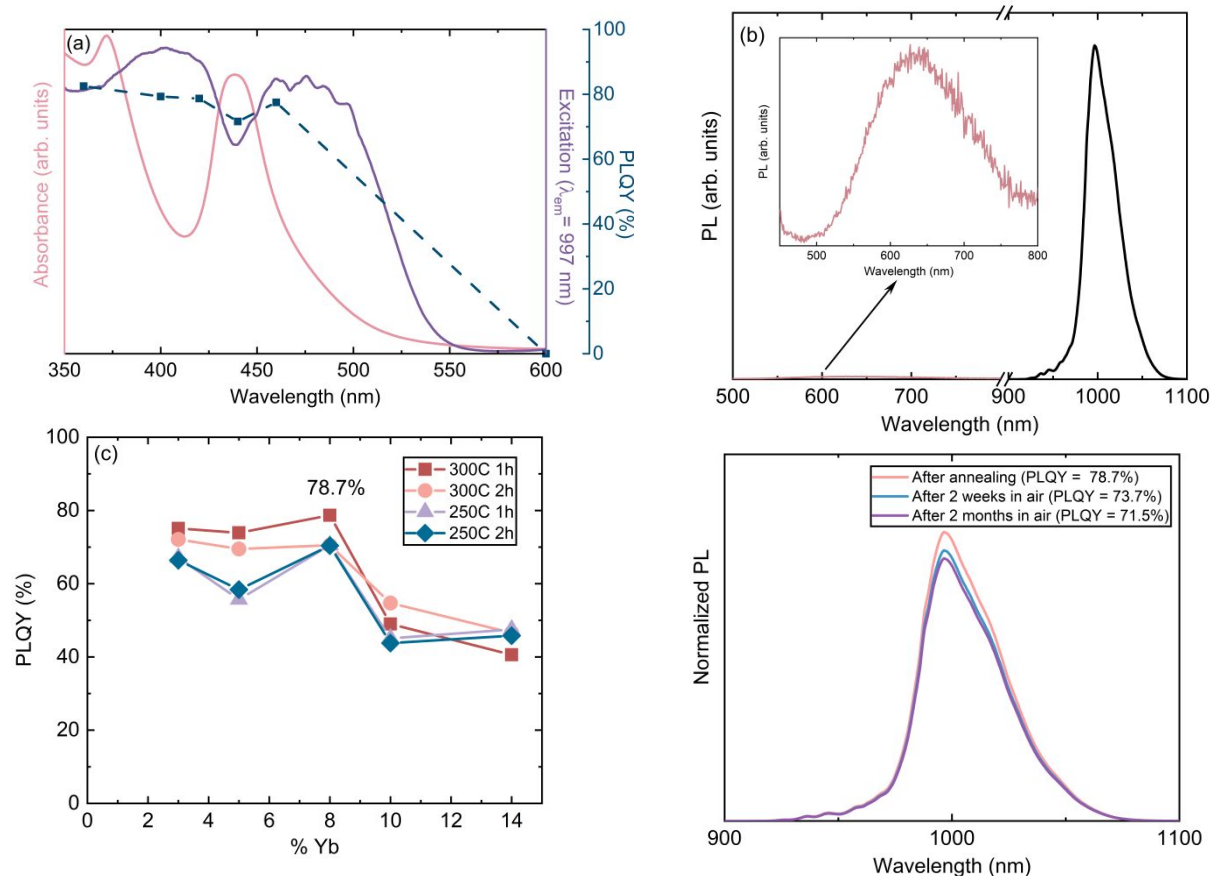 (a)
Absorbance (arb. units)
350
400
450
500
550
600
Wavelength (nm)
0
20
40
60
80
100
PLQY (%)
Excitation (λem = 997 nm)
(b)
PL (arb. units)
500
600
700
900
1000
1100
Wavelength (nm)
PL (arb. units)
500
600
700
800
Wavelength (nm)
(c)
78.7%
300C 1h
300C 2h
250C 1h
250C 2h
PLQY (%)
100
80
60
40
20
0
0
2
4
6
8
10
12
14
% Yb
After annealing (PLQY = 78.7%)
After 2 weeks in air (PLQY = 73.7%)
After 2 months in air (PLQY = 71.5%)
Normalized PL
900
1000
1100
Wavelength (nm)